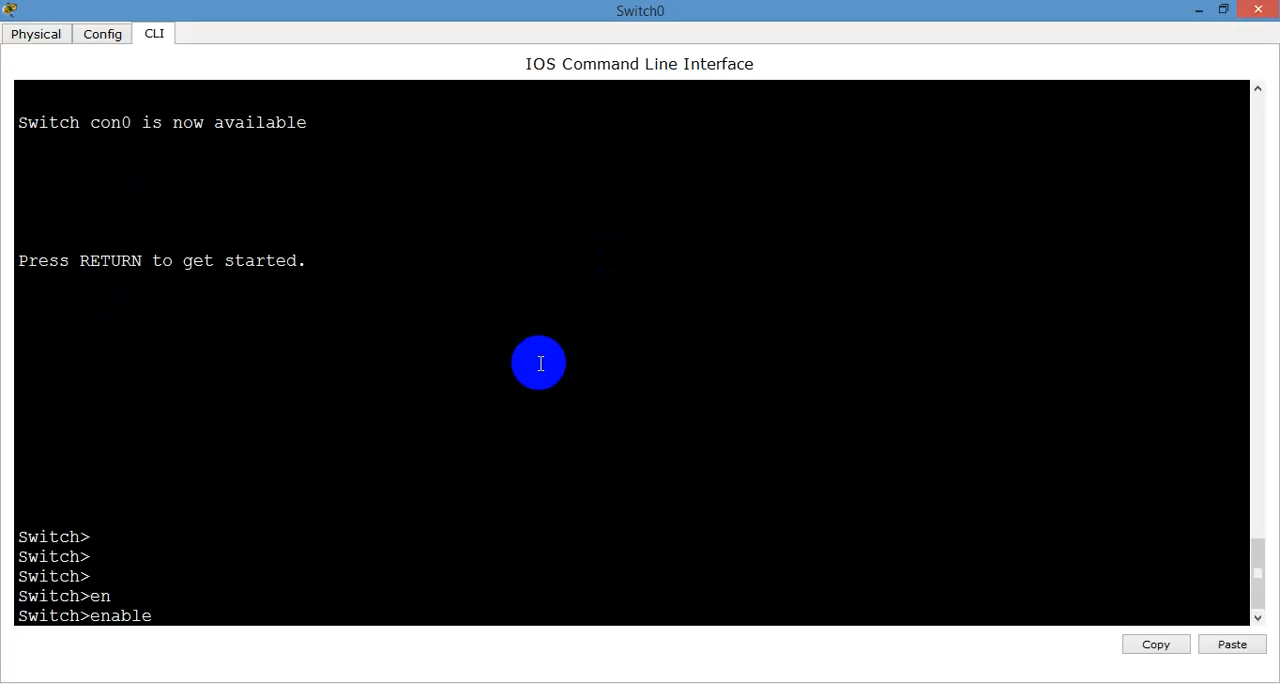 Switch0
Physical
Config
CLI
IOS Command Line Interface
Switch con0 is now available
Press RETURN to get started.
Switch>
Switch>
Switch>
Switch>en
Switch>enable
Copy
Paste